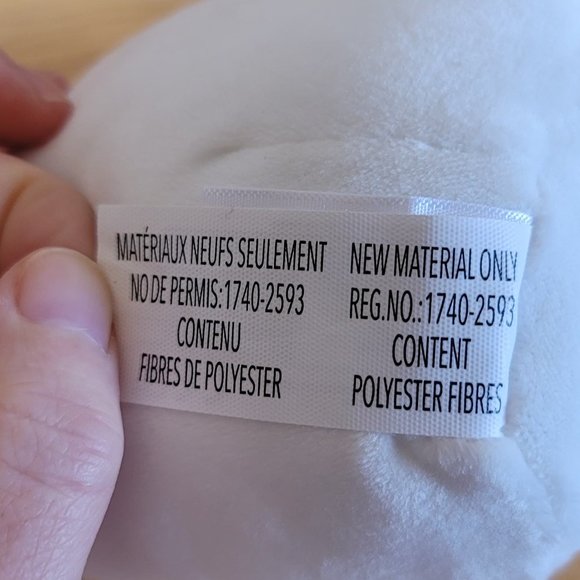 MATÉRIAUX NEUFS SEULEMENT
NO DE PERMIS:1740-2593
CONTENU
FIBRES DE POLYESTER
NEW MATERIAL ONLY
REG.NO.:1740-2593
CONTENT
POLYESTER FIBRES